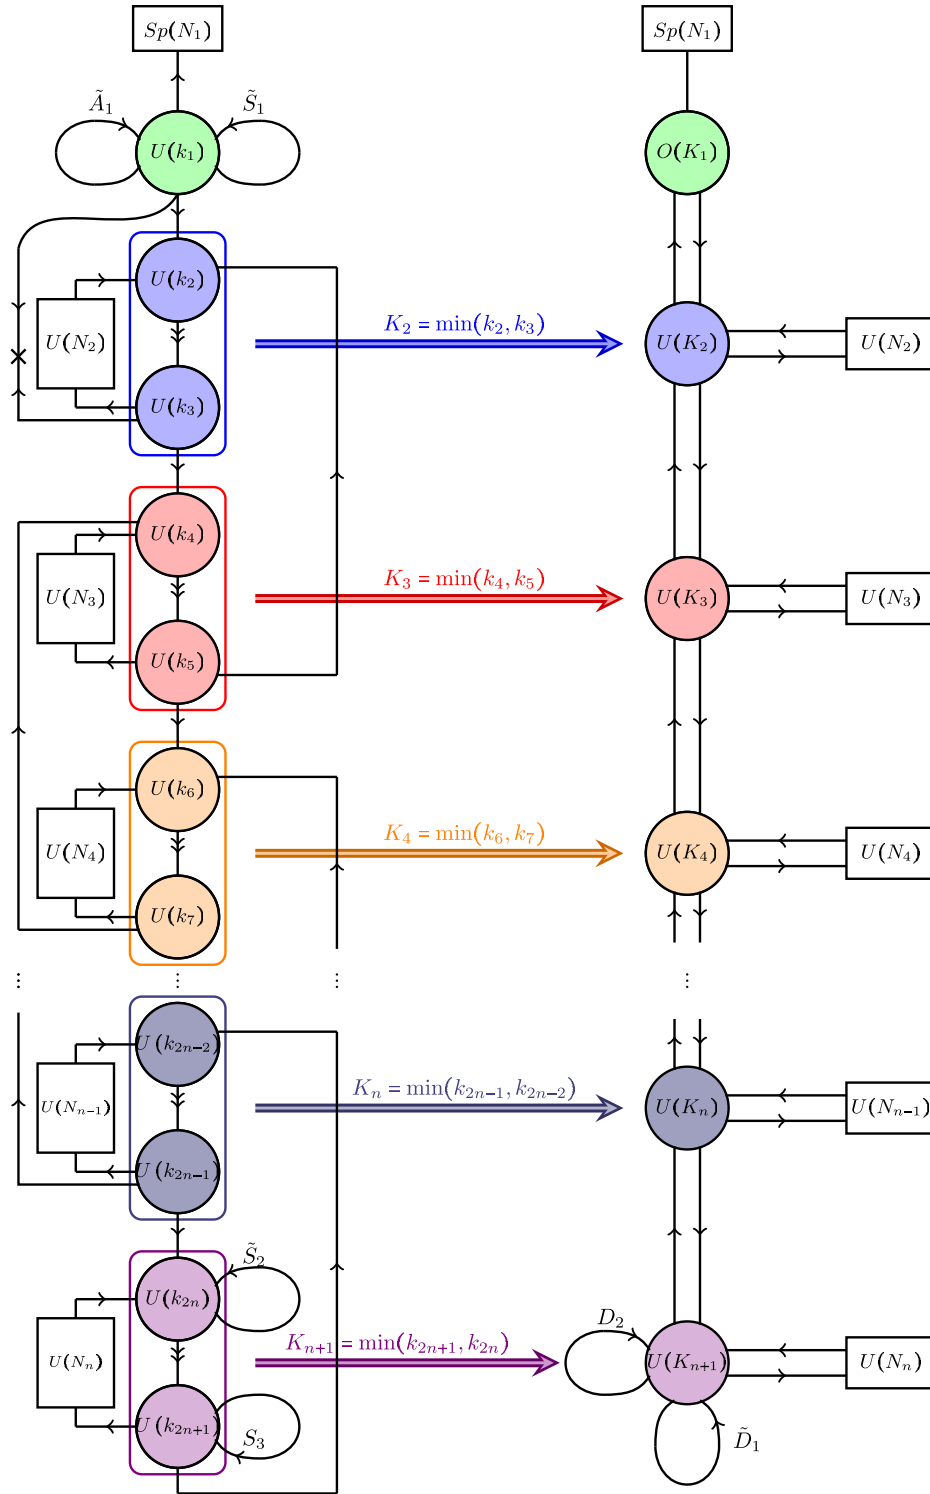 Sp(N₁)
Sp(N₁)
Ã₁
S̃₁
U(k₁)
O(K₁)
U(k₂)
K₂ = min(k₂, k₃)
U(N₂)
U(K₂)
U(N₂)
U(k₃)
U(k₄)
K₃ = min(k₄, k₅)
U(N₃)
U(K₃)
U(N₃)
U(k₅)
U(k₆)
K₄ = min(k₆, k₇)
U(N₄)
U(K₄)
U(N₄)
U(k₇)
⋮ ⋮ ⋮ ⋮
U(k₂ₙ₋₂)
Kₙ = min(k₂ₙ₋₁, k₂ₙ₋₂)
U(Nₙ₋₁)
U(Kₙ)
U(Nₙ₋₁)
U(k₂ₙ₋₁)
S̃₂
U(k₂ₙ)
Kₙ₊₁ = min(k₂ₙ₊₁, k₂ₙ)
D₂
U(Nₙ)
U(Kₙ₊₁)
U(Nₙ)
U(k₂ₙ₊₁)
S₃
D̃₁